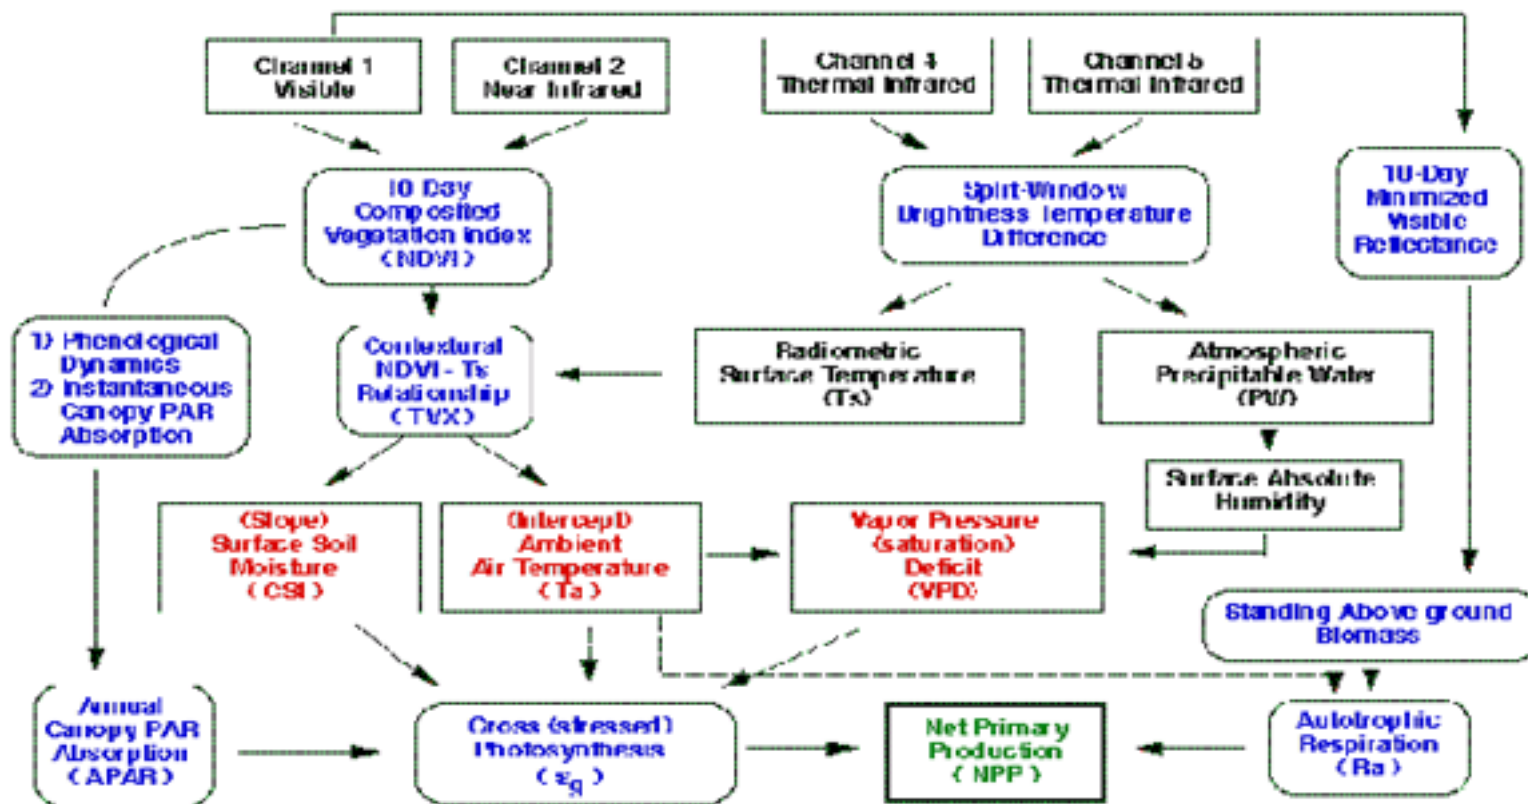 Channel 1
Visible
Channel 2
Near Infrared
Channel 4
Thermal Infrared
Channel 5
Thermal Infrared
10 Day
Composited
Vegetation Index
(NDVI)
Split-Window
Brightness Temperature
Difference
10-Day
Minimized
Visible
Reflectance
1) Phenological
Dynamics
2) Instantaneous
Canopy PAR
Absorption
Contextural
NDVI - Ts
Relationship
(TVX)
Radiometric
Surface Temperature
(Ts)
Atmospheric
Precipitable Water
(PW)
Surface Absolute
Humidity
(Slope)
Surface Soil
Moisture
(CSI)
(Intercept)
Ambient
Air Temperature
(Ta)
Vapor Pressure
(saturation)
Deficit
(VPD)
Standing Above ground
Biomass
Annual
Canopy PAR
Absorption
(APAR)
Gross (stressed)
Photosynthesis
(εg)
Net Primary
Production
(NPP)
Autotrophic
Respiration
(Ra)